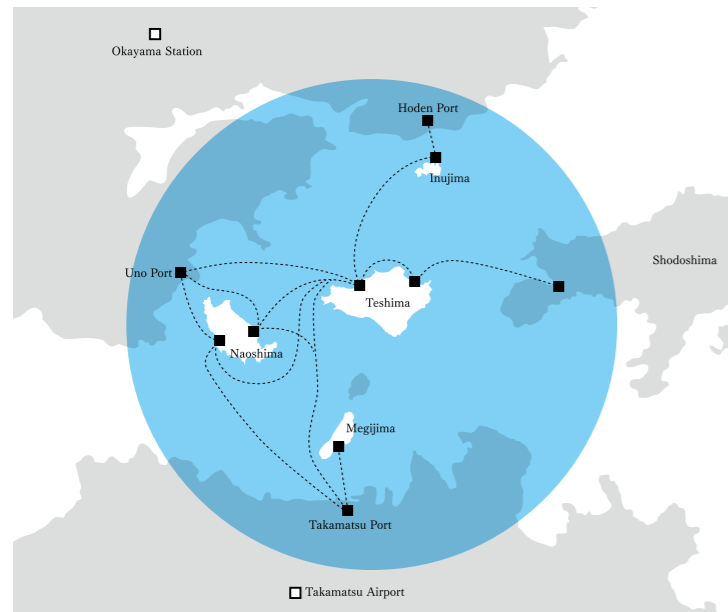 Okayama Station
Hoden Port
Inujima
Shodoshima
Uno Port
Teshima
Naoshima
Megijima
Takamatsu Port
Takamatsu Airport